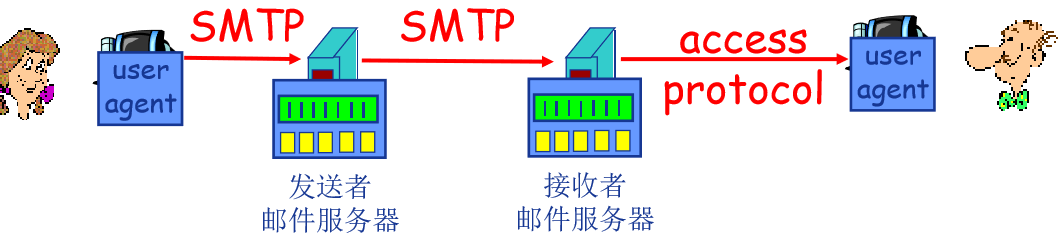 SMTP
SMTP
access
protocol
user
agent
user
agent
发送者
邮件服务器
接收者
邮件服务器